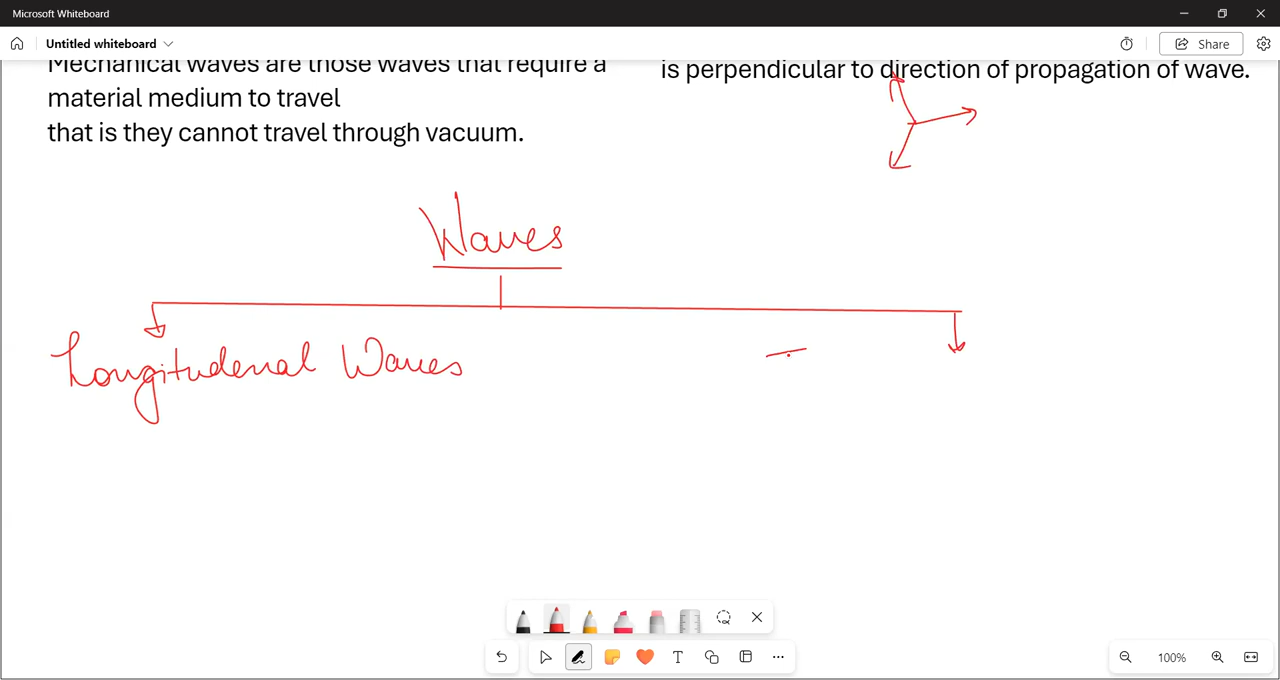 Microsoft Whiteboard
Untitled whiteboard
Share
Mechanical waves are those waves that require a
material medium to travel
that is they cannot travel through vacuum.
is perpendicular to direction of propagation of wave.
Waves
Longitudenal Waves
100%